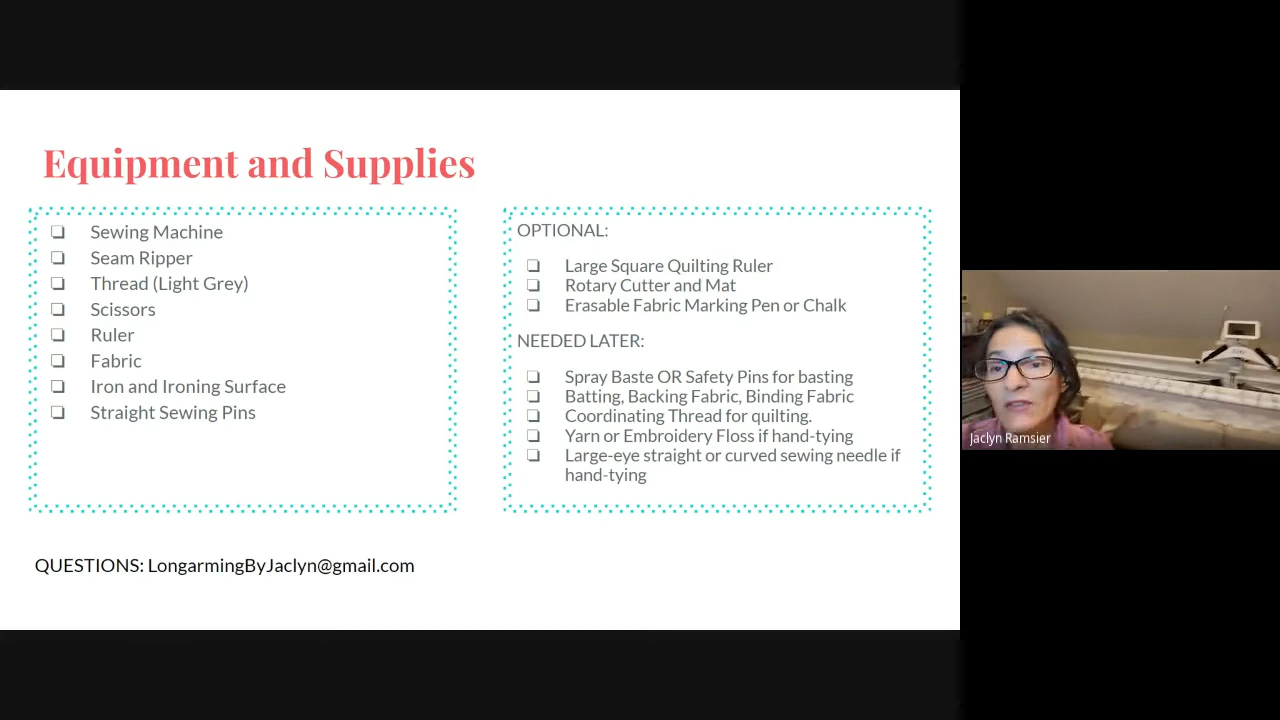 Equipment and Supplies
❏ Sewing Machine
❏ Seam Ripper
❏ Thread (Light Grey)
❏ Scissors
❏ Ruler
❏ Fabric
❏ Iron and Ironing Surface
❏ Straight Sewing Pins
OPTIONAL:
❏ Large Square Quilting Ruler
❏ Rotary Cutter and Mat
❏ Erasable Fabric Marking Pen or Chalk
NEEDED LATER:
❏ Spray Baste OR Safety Pins for basting
❏ Batting, Backing Fabric, Binding Fabric
❏ Coordinating Thread for quilting.
❏ Yarn or Embroidery Floss if hand-tying
❏ Large-eye straight or curved sewing needle if
hand-tying
QUESTIONS: LongarmingByJaclyn@gmail.com
Jaclyn Ramsier